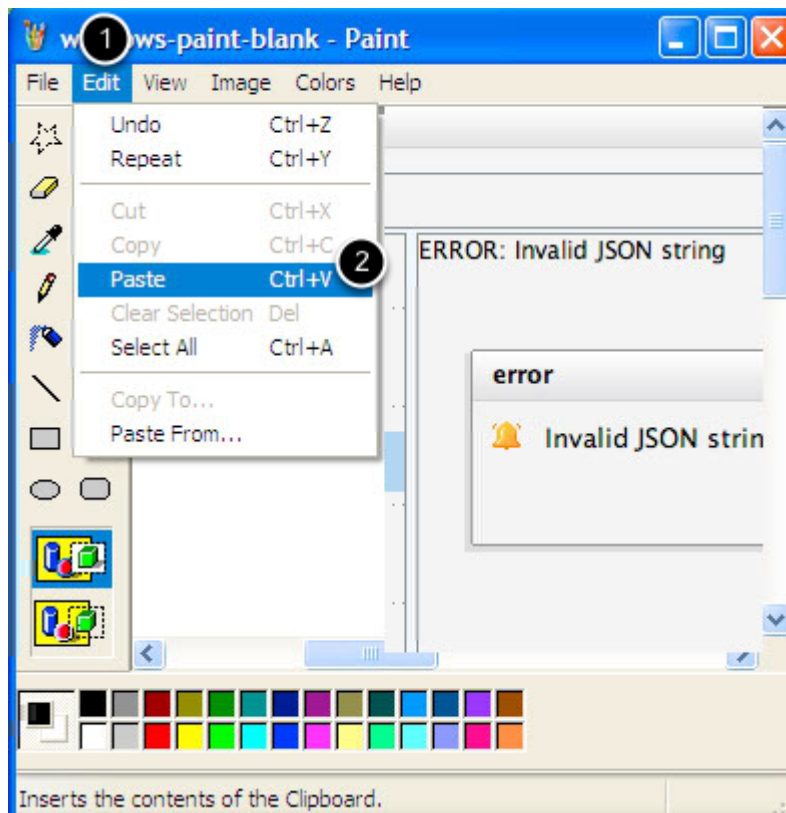 1
ws-paint-blank - Paint
File Edit View Image Colors Help
Undo Ctrl+Z
Repeat Ctrl+Y
Cut Ctrl+X
Copy Ctrl+C
2
Paste Ctrl+V
Clear Selection Del
Select All Ctrl+A
Copy To...
Paste From...
ERROR: Invalid JSON string
error
Invalid JSON strin
Inserts the contents of the Clipboard.